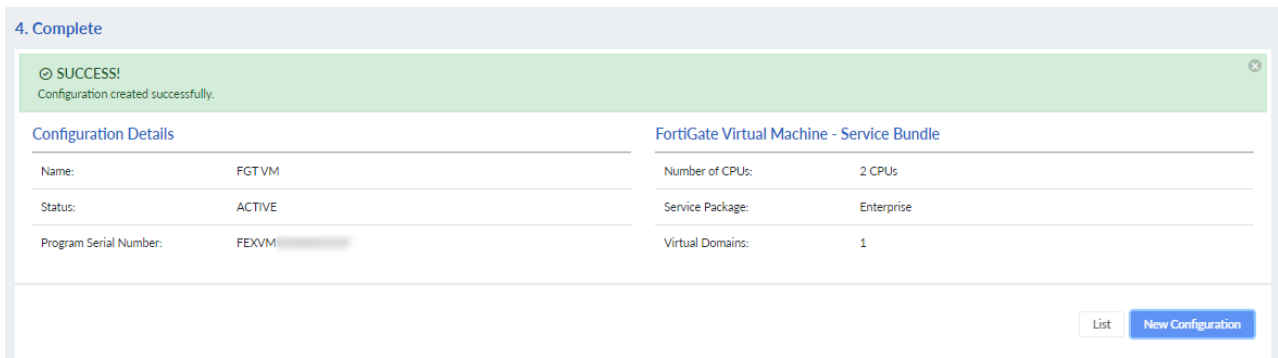 4. Complete
SUCCESS!
Configuration created successfully.
Configuration Details
Name: FGT VM
Status: ACTIVE
Program Serial Number: FEXVM
FortiGate Virtual Machine - Service Bundle
Number of CPUs: 2 CPUs
Service Package: Enterprise
Virtual Domains: 1
List New Configuration